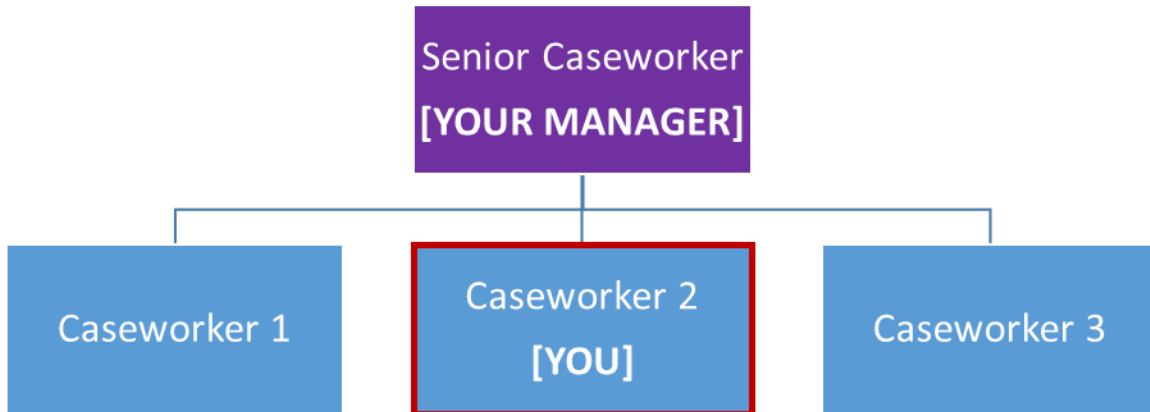 Senior Caseworker
[YOUR MANAGER]
Caseworker 1
Caseworker 2
[YOU]
Caseworker 3